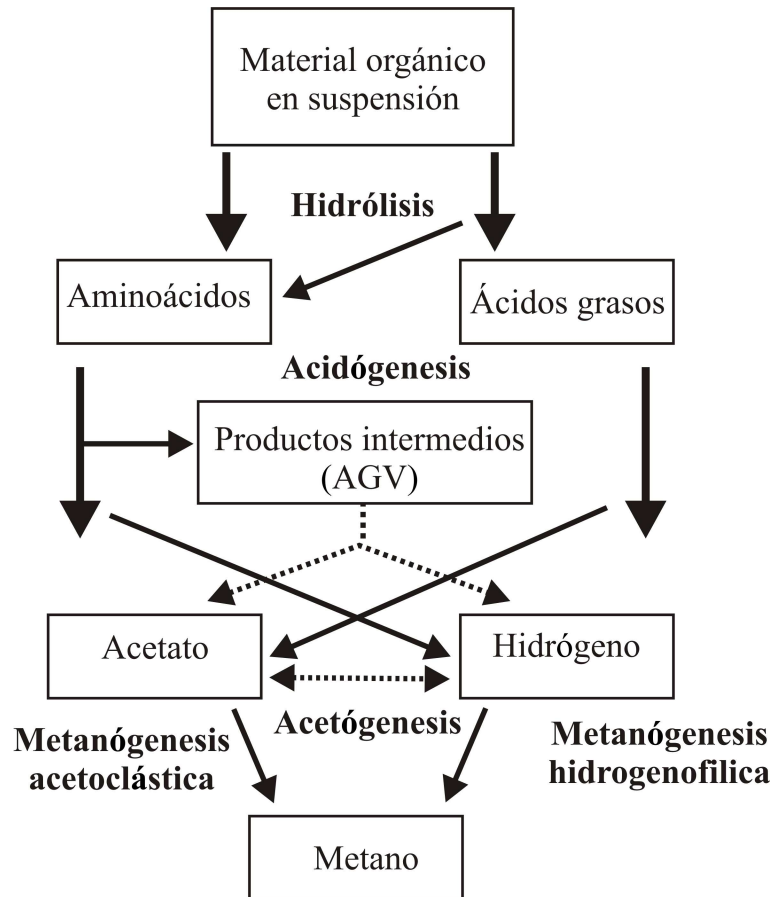 Material orgánico
en suspensión
Hidrólisis
Aminoácidos
Ácidos grasos
Acidógenesis
Productos intermedios
(AGV)
Acetato
Hidrógeno
Acetógenesis
Metanógenesis
acetoclástica
Metanógenesis
hidrogenofilica
Metano